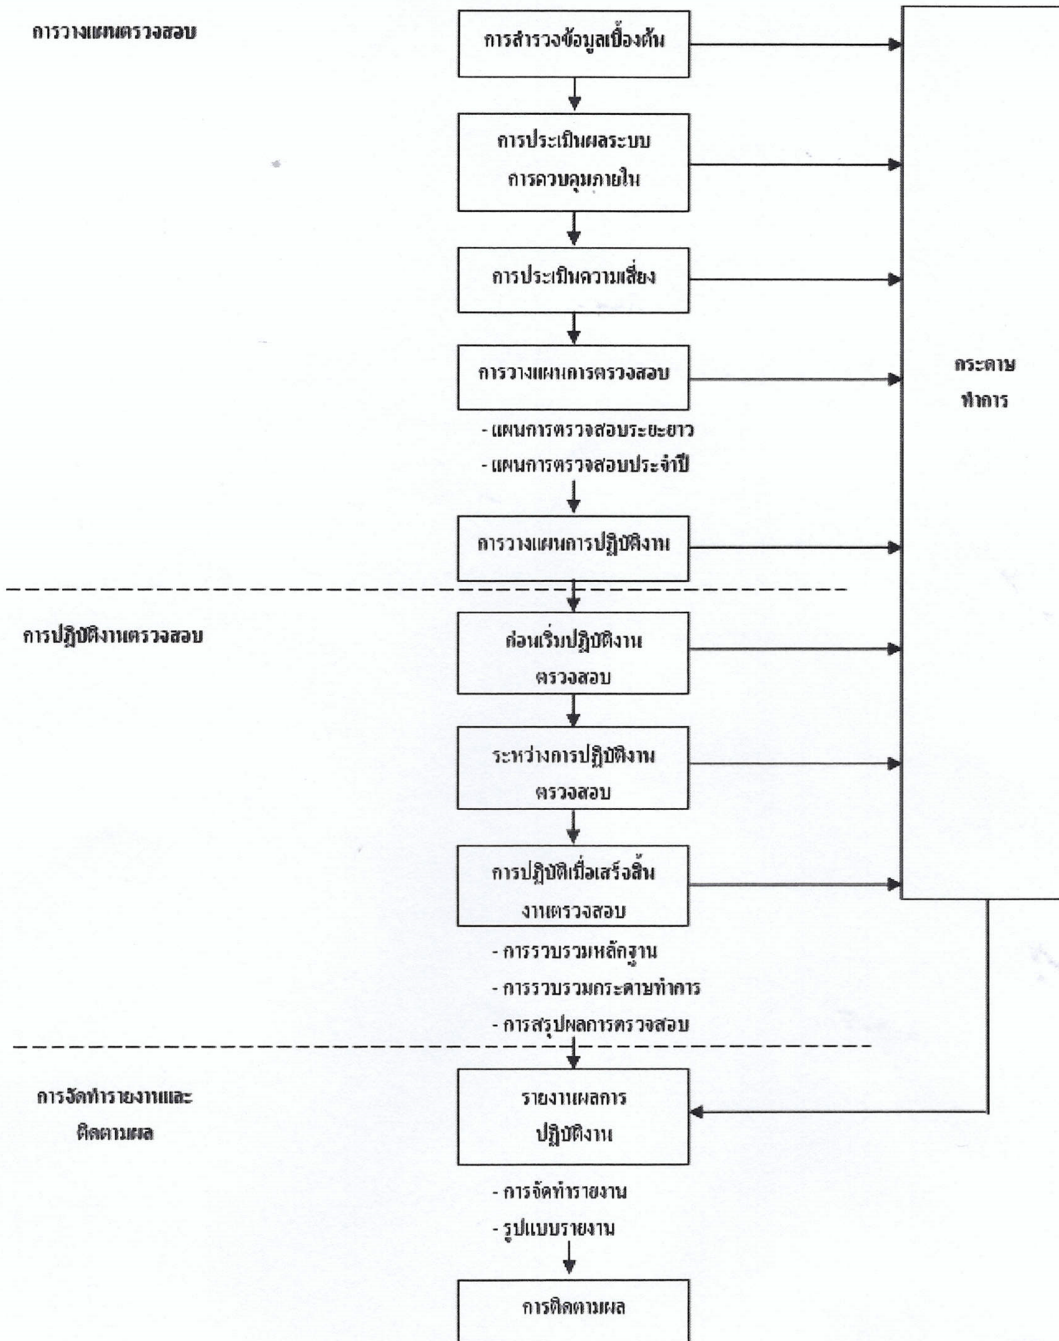 การวางแผนตรวจสอบ
การสำรวจข้อมูลเบื้องต้น
การประเมินผลระบบ
การควบคุมภายใน
การประเมินความเสี่ยง
การวางแผนการตรวจสอบ
- แผนการตรวจสอบระยะยาว
- แผนการตรวจสอบประจำปี
การวางแผนการปฏิบัติงาน
กระดาษ
ทำการ
การปฏิบัติงานตรวจสอบ
ก่อนเริ่มปฏิบัติงาน
ตรวจสอบ
ระหว่างการปฏิบัติงาน
ตรวจสอบ
การปฏิบัติเมื่อเสร็จสิ้น
งานตรวจสอบ
- การรวบรวมหลักฐาน
- การรวบรวมกระดาษทำการ
- การสรุปผลการตรวจสอบ
การจัดทำรายงานและ
ติดตามผล
รายงานผลการ
ปฏิบัติงาน
- การจัดทำรายงาน
- รูปแบบรายงาน
การติดตามผล